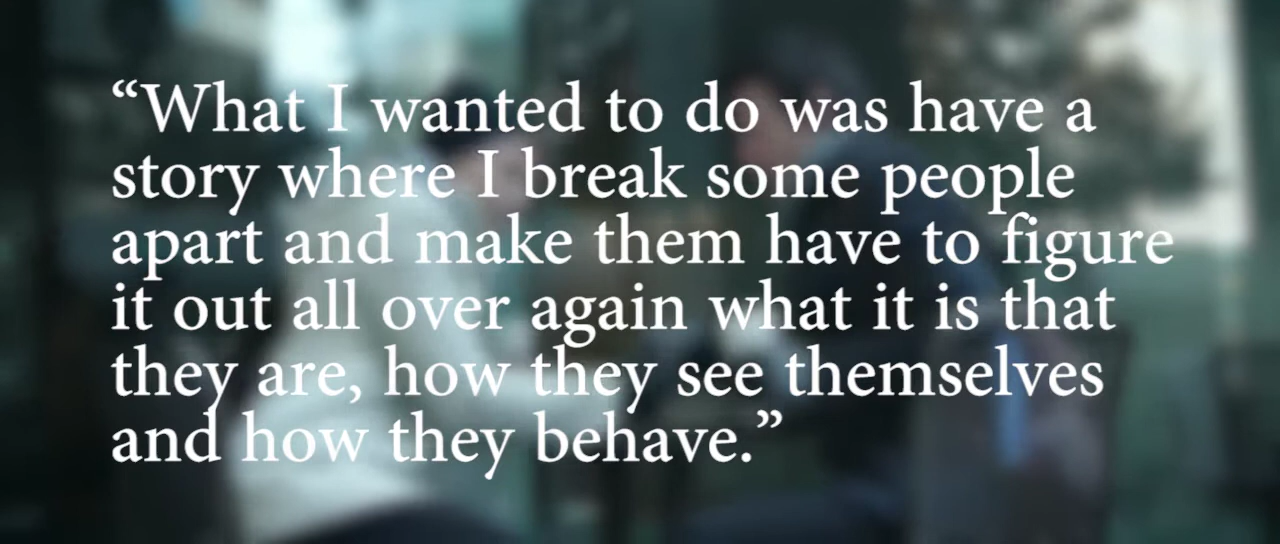 “What I wanted to do was have a
story where I break some people
apart and make them have to figure
it out all over again what it is that
they are, how they see themselves
and how they behave.”